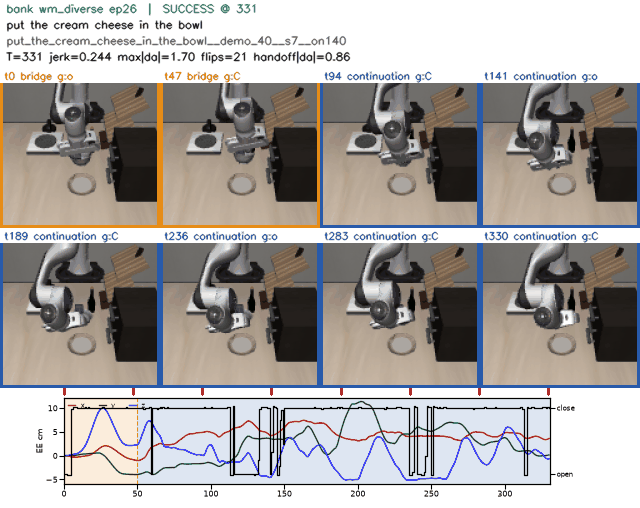 bank wm_diverse ep26 | SUCCESS @ 331
put the cream cheese in the bowl
put_the_cream_cheese_in_the_bowl__demo_40__s7__on140
T=331 jerk=0.244 max|da|=1.70 flips=21 handoff|da|=0.86
t0 bridge g:o
t47 bridge g:C
t94 continuation g:C
t141 continuation g:o
t189 continuation g:C
t236 continuation g:o
t283 continuation g:C
t330 continuation g:C
x y z
10
5
0
−5
EE cm
close
open
0 50 100 150 200 250 300